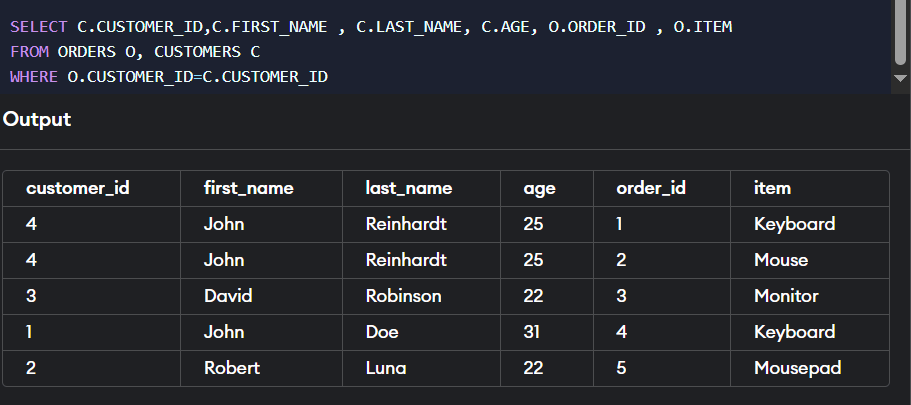 SELECT C.CUSTOMER_ID,C.FIRST_NAME , C.LAST_NAME, C.AGE, O.ORDER_ID , O.ITEM
FROM ORDERS O, CUSTOMERS C
WHERE O.CUSTOMER_ID=C.CUSTOMER_ID
Output
customer_id first_name last_name age order_id item
4 John Reinhardt 25 1 Keyboard
4 John Reinhardt 25 2 Mouse
3 David Robinson 22 3 Monitor
1 John Doe 31 4 Keyboard
2 Robert Luna 22 5 Mousepad